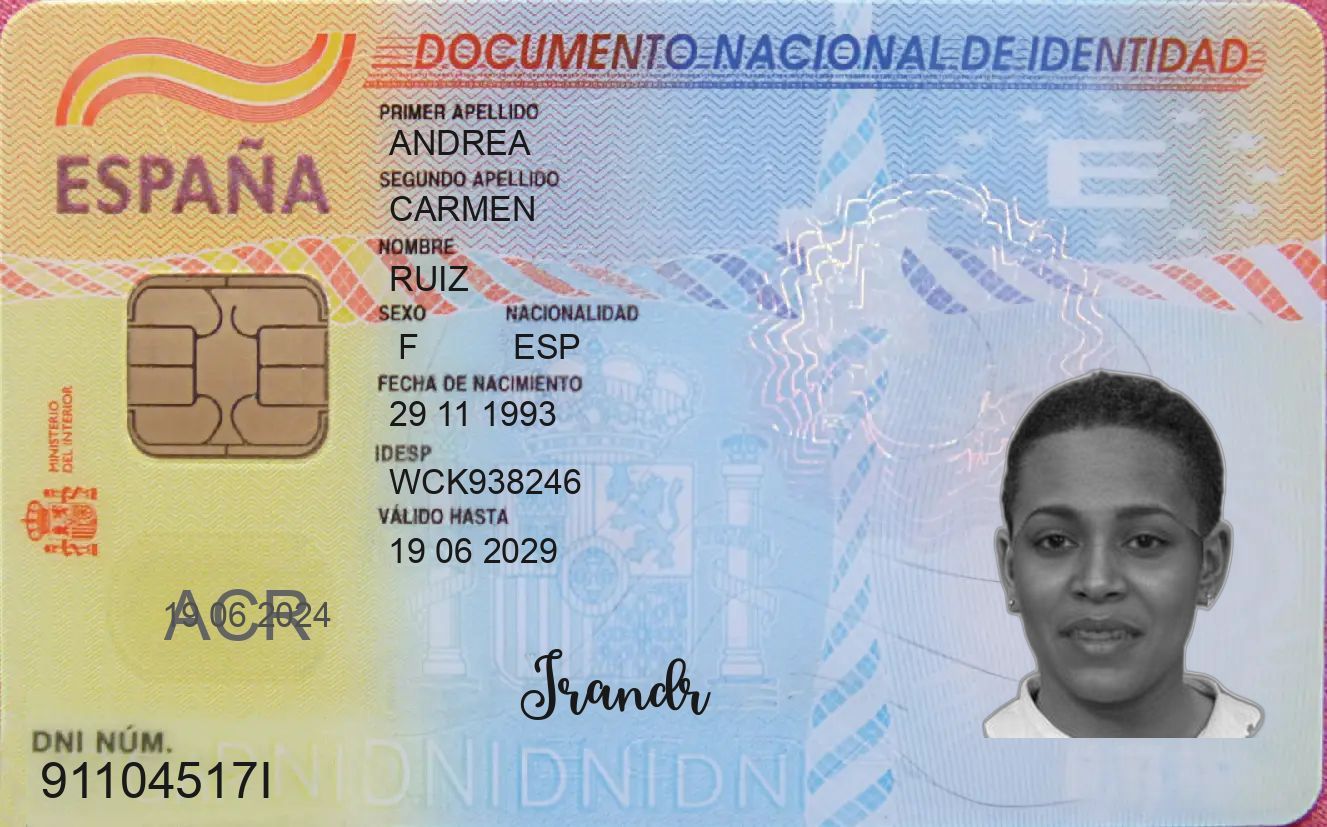 DOCUMENTO NACIONAL DE IDENTIDAD
ESPAÑA
PRIMER APELLIDO
ANDREA
SEGUNDO APELLIDO
CARMEN
NOMBRE
RUIZ
SEXO NACIONALIDAD
F ESP
FECHA DE NACIMIENTO
29 11 1993
IDESP
WCK938246
VÁLIDO HASTA
19 06 2029
MINISTERIO
DEL INTERIOR
E
ACR
19 06 2024
Jrandr
DNI NÚM.
91104517I
DNIDNIDNIDNI